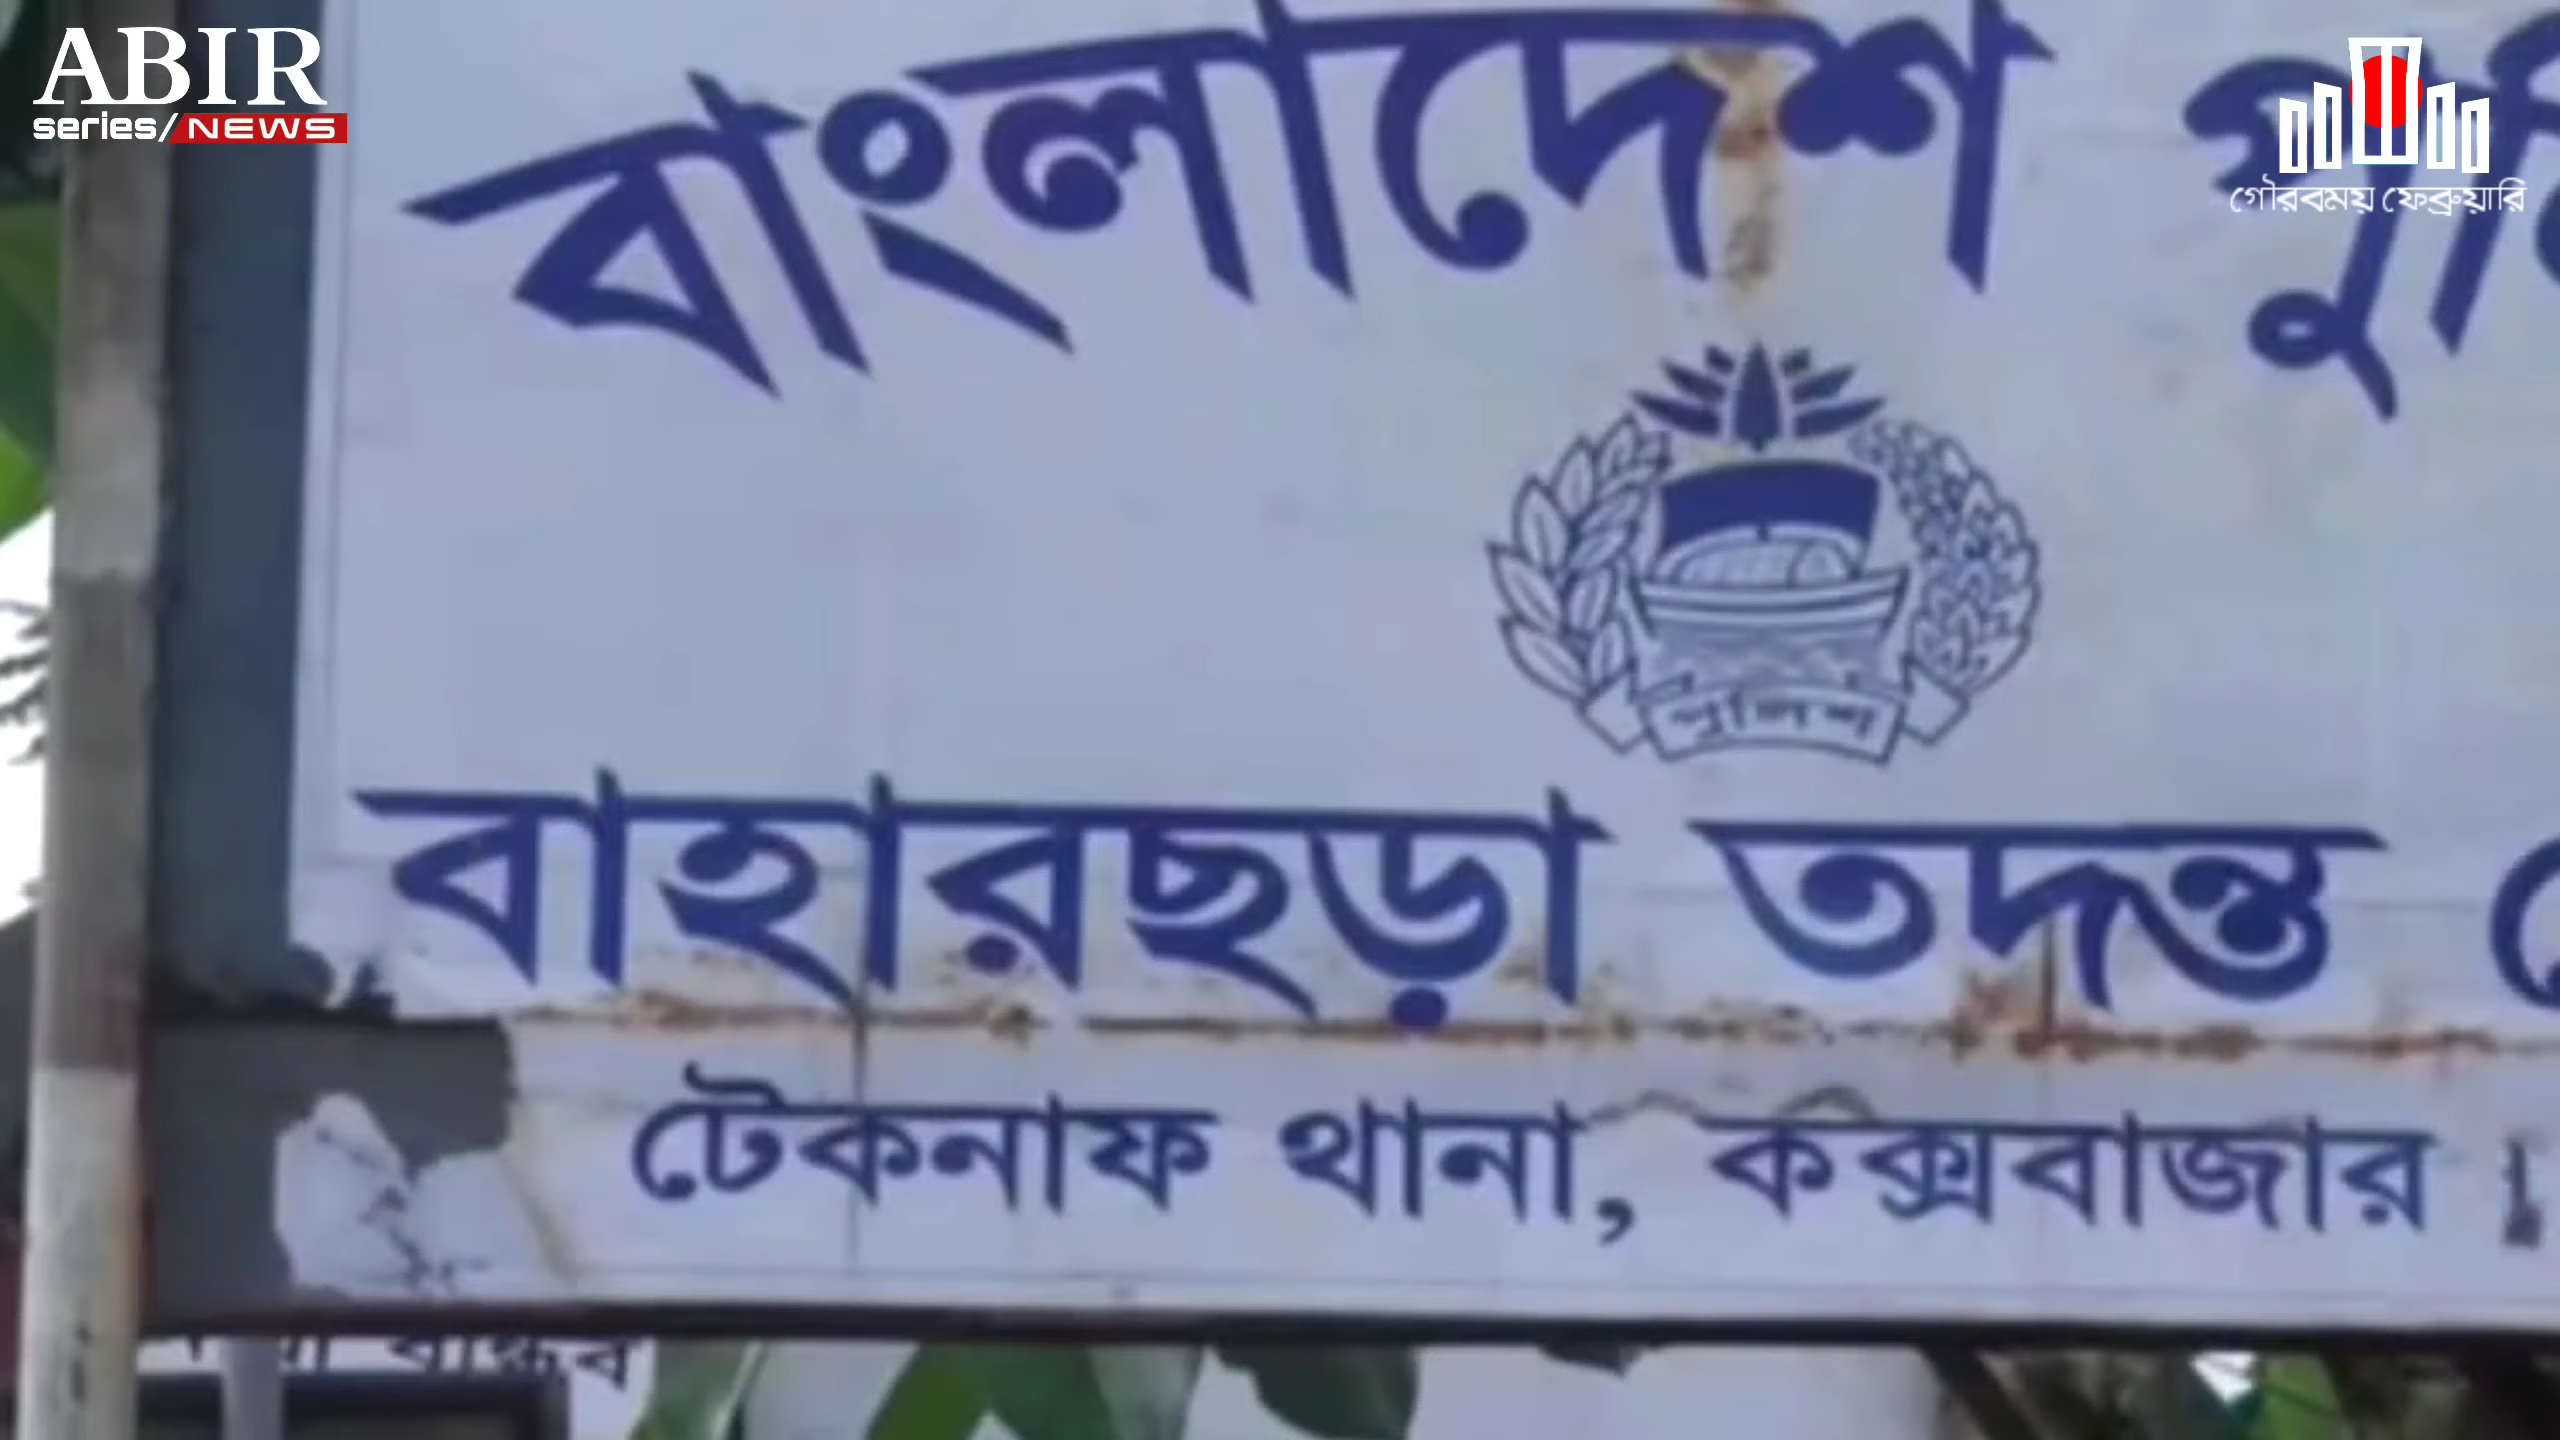 ABIR
series/NEWS
গৌরবময় ফেব্রুয়ারি
বাংলাদেশ
পুলিশ
বাহারছড়া তদন্ত
টেকনাফ থানা, কক্সবাজার।